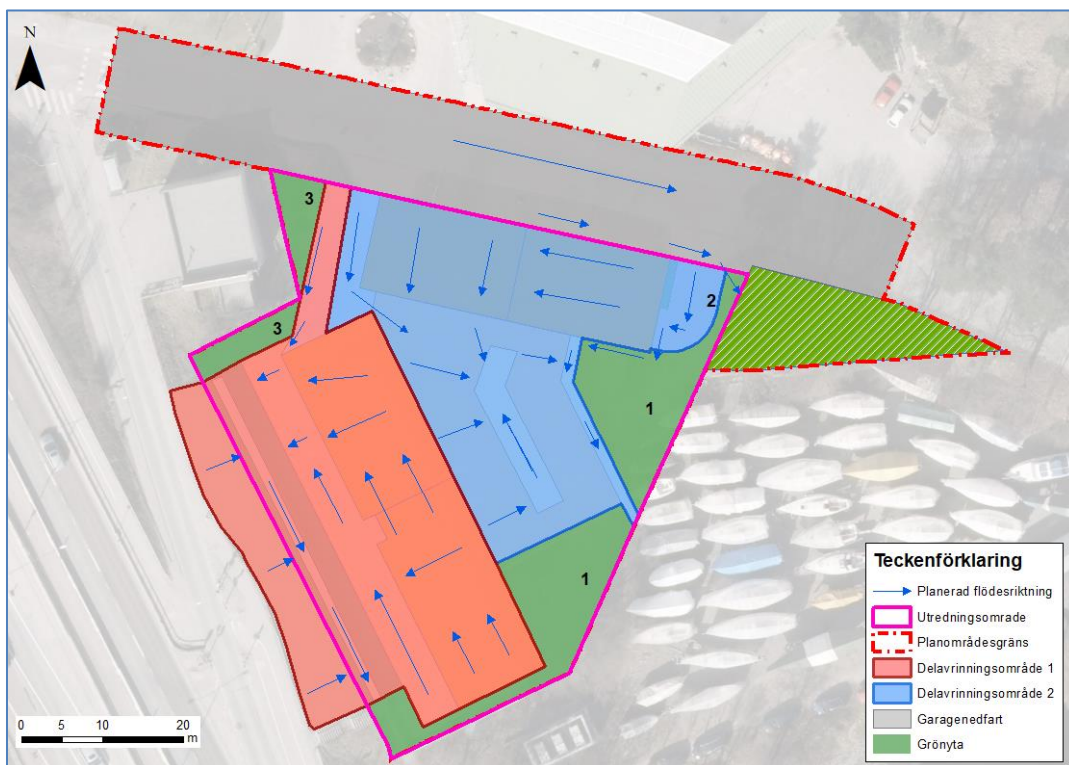 N
3
2
3
1
1
Teckenförklaring
Planerad flödesriktning
Utredningsområde
Planområdesgräns
Delavrinningsområde 1
Delavrinningsområde 2
Garagenedfart
Grönyta
0 5 10 20
m